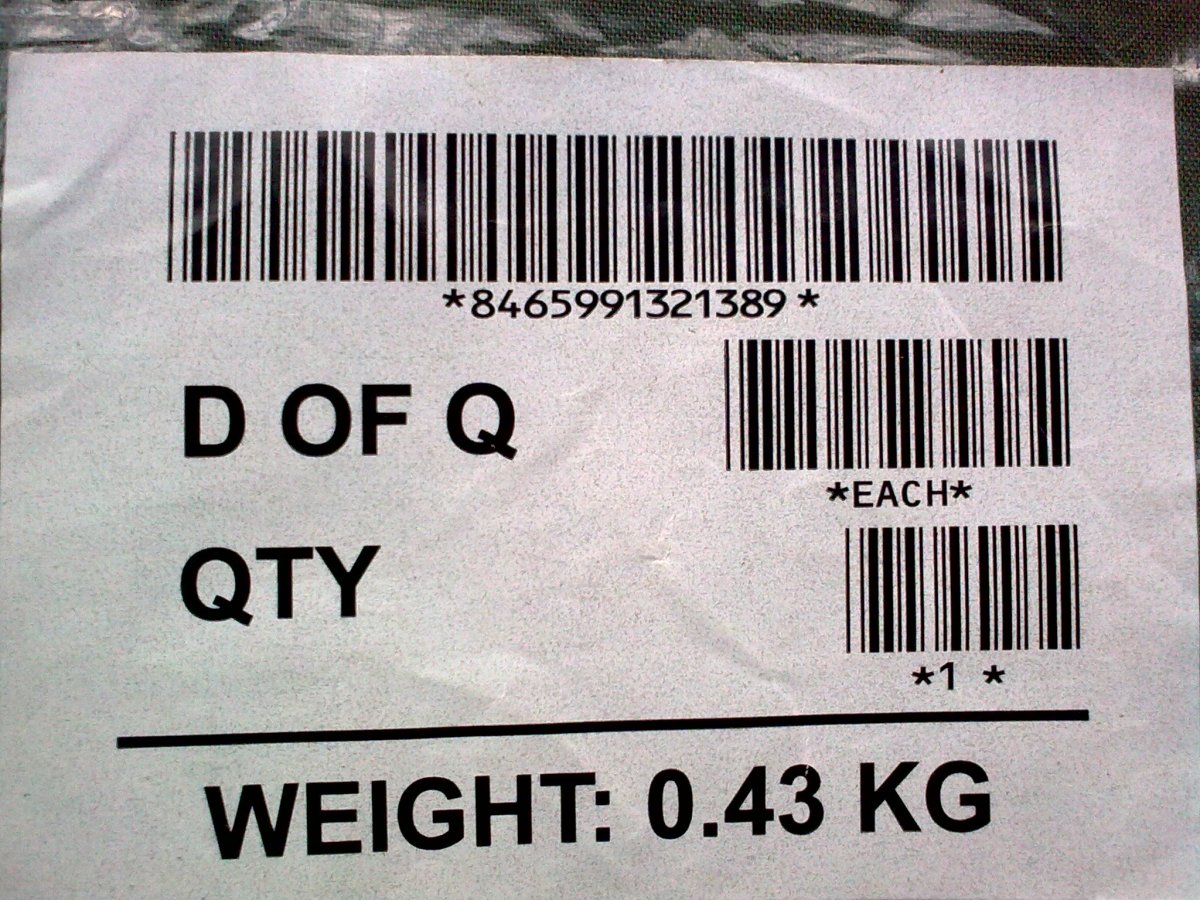 *8465991321389 *
D OF Q
*EACH*
QTY
*1 *
WEIGHT: 0.43 KG